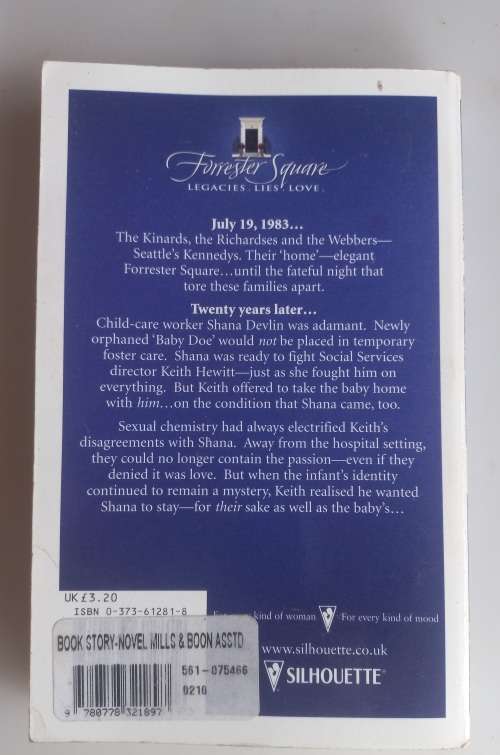 Forrester Square
LEGACIES. LIES. LOVE.
July 19, 1983...
The Kinards, the Richardses and the Webbers—
Seattle's Kennedys. Their 'home'—elegant
Forrester Square...until the fateful night that
tore these families apart.
Twenty years later...
Child-care worker Shana Devlin was adamant. Newly
orphaned 'Baby Doe' would not be placed in temporary
foster care. Shana was ready to fight Social Services
director Keith Hewitt—just as she fought him on
everything. But Keith offered to take the baby home
with him...on the condition that Shana came, too.
Sexual chemistry had always electrified Keith's
disagreements with Shana. Away from the hospital setting,
they could no longer contain the passion—even if they
denied it was love. But when the infant's identity
continued to remain a mystery, Keith realised he wanted
Shana to stay—for their sake as well as the baby's...
UK £3.20
ISBN 0-373-61281-8
kind of woman For every kind of mood
BOOK STORY-NOVEL MILLS & BOON ASSTD
561-075466
0210
9 780778 321897
www.silhouette.co.uk
SILHOUETTE